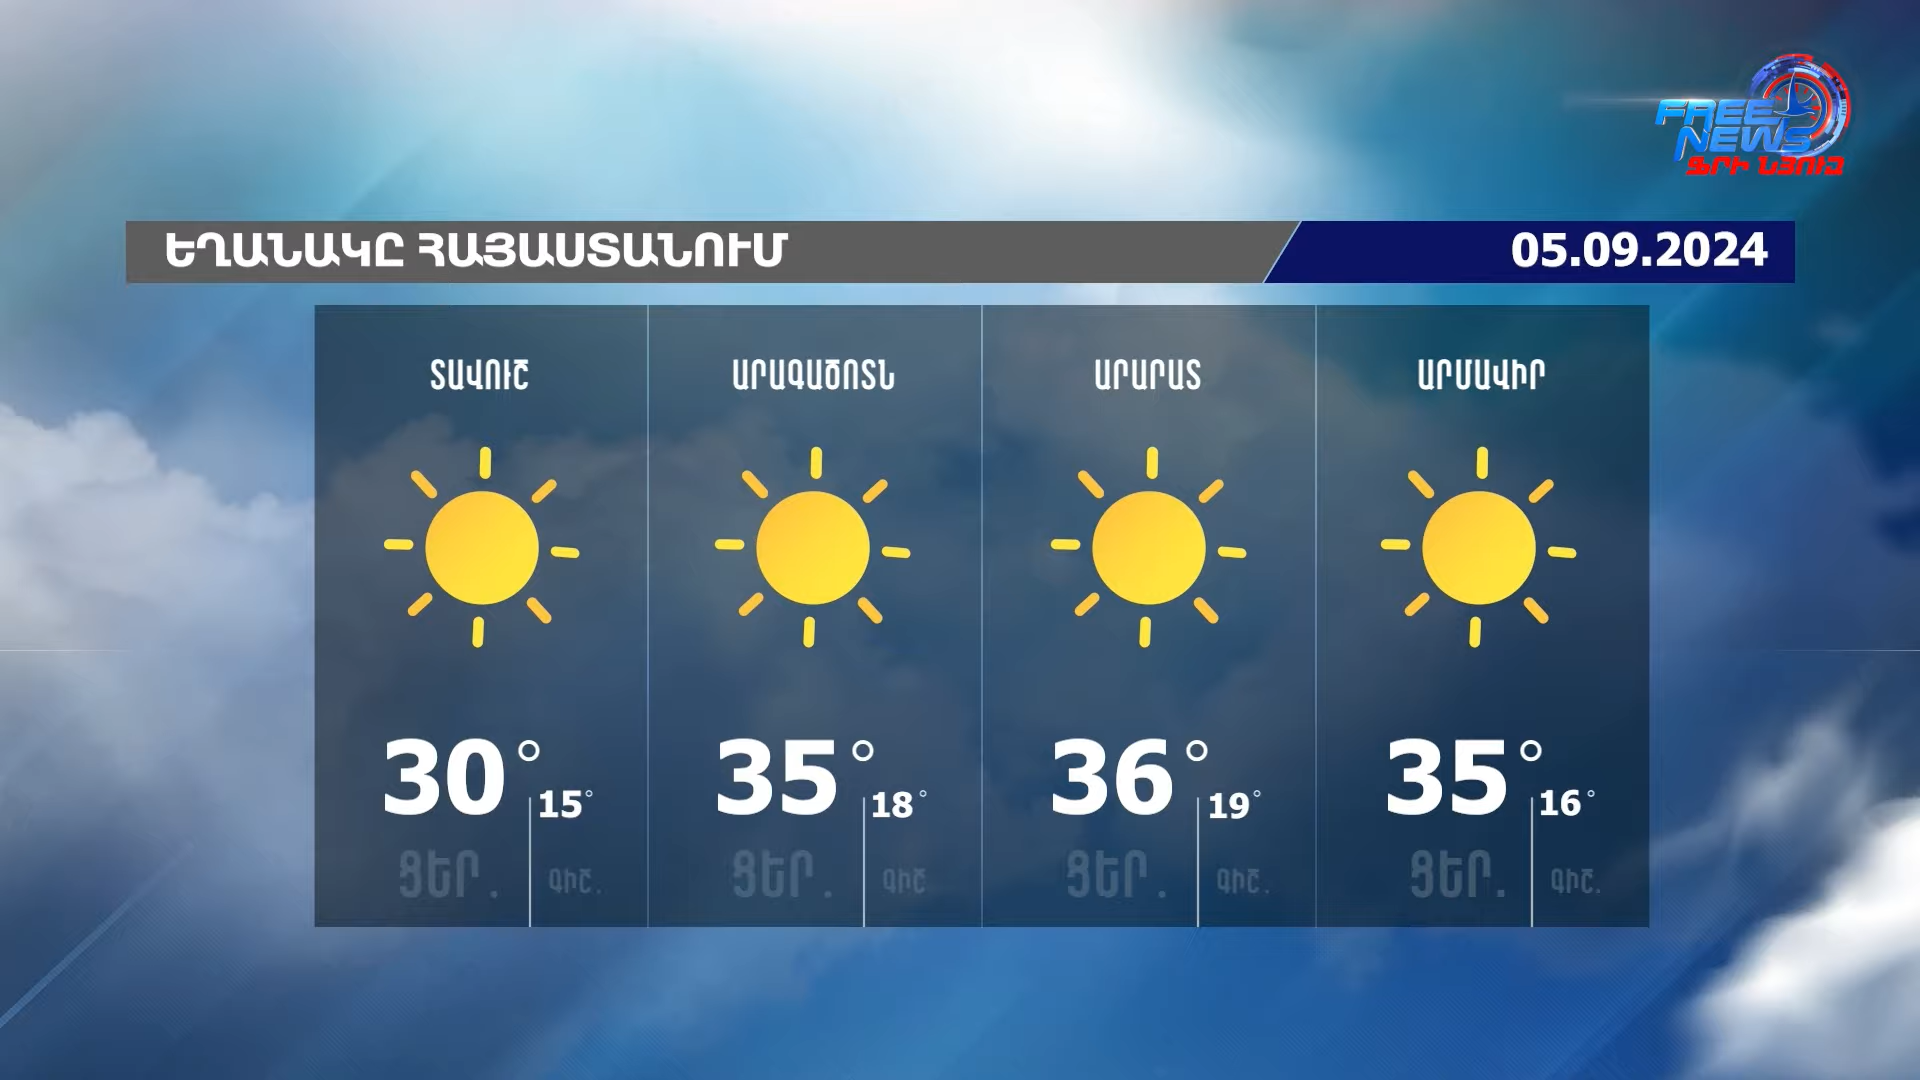 FREE
NEWS
ՖՐԻ ՆՅՈՒԶ
ԵՂԱՆԱԿԸ ՀԱՅԱՍՏԱՆՈՒՄ
05.09.2024
ՏԱՎՈՒՇ
ԱՐԱԳԱԾՈՏՆ
ԱՐԱՐԱՏ
ԱՐՄԱՎԻՐ
30° 15°
35° 18°
36° 19°
35° 16°
ՑԵՐ. ԳԻՇ.
ՑԵՐ. ԳԻՇ
ՑԵՐ. ԳԻՇ.
ՑԵՐ. ԳԻՇ.